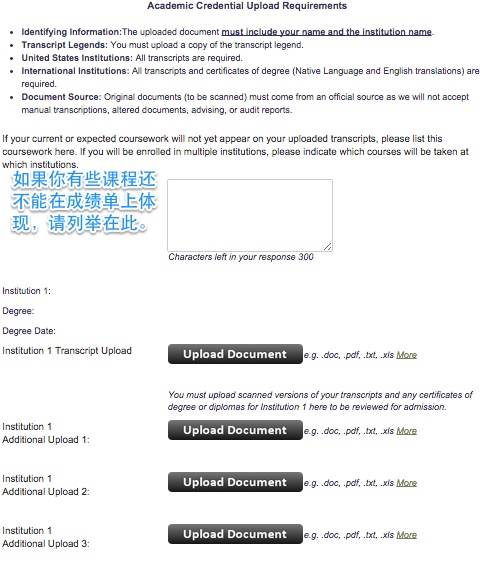 Academic Credential Upload Requirements
• Identifying Information:The uploaded document must include your name and the institution name.
• Transcript Legends: You must upload a copy of the transcript legend.
• United States Institutions: All transcripts are required.
• International Institutions: All transcripts and certificates of degree (Native Language and English translations) are
required.
• Document Source: Original documents (to be scanned) must come from an official source as we will not accept
manual transcriptions, altered documents, advising, or audit reports.
If your current or expected coursework will not yet appear on your uploaded transcripts, please list this
coursework here. If you will be enrolled in multiple institutions, please indicate which courses will be taken at
which institutions.
如果你有些课程还
不能在成绩单上体
现，请列举在此。
Characters left in your response 300
Institution 1:
Degree:
Degree Date:
Institution 1 Transcript Upload
Upload Document e.g. .doc, .pdf, .txt, .xls More
You must upload scanned versions of your transcripts and any certificates of
degree or diplomas for Institution 1 here to be reviewed for admission.
Institution 1
Additional Upload 1:
Upload Document e.g. .doc, .pdf, .txt, .xls More
Institution 1
Additional Upload 2:
Upload Document e.g. .doc, .pdf, .txt, .xls More
Institution 1
Additional Upload 3:
Upload Document e.g. .doc, .pdf, .txt, .xls More